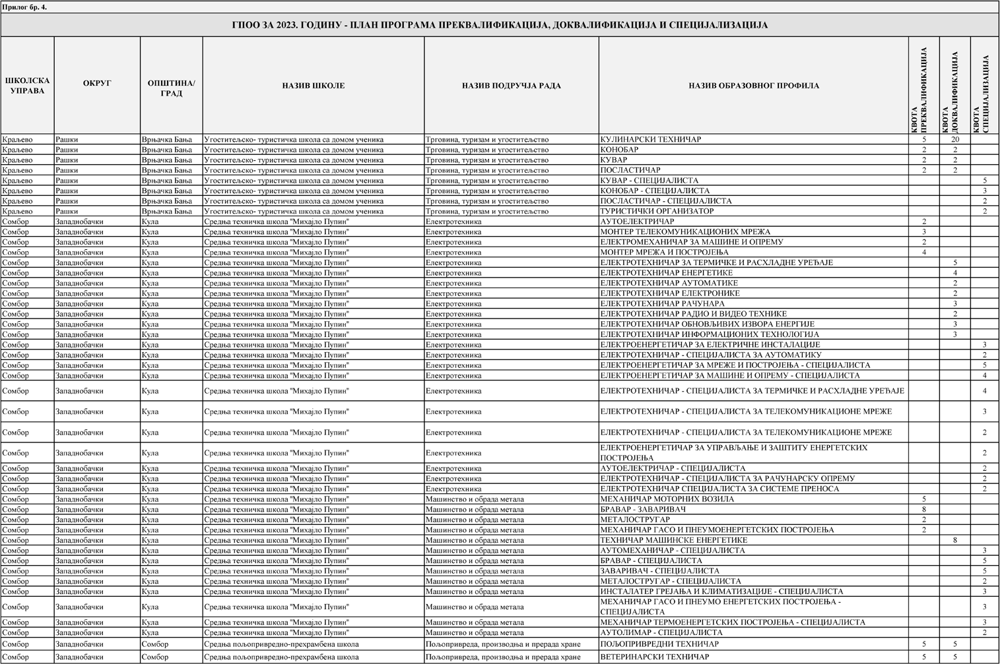 Прилог бр. 4.
ГПОО ЗА 2023. ГОДИНУ - ПЛАН ПРОГРАМА ПРЕКВАЛИФИКАЦИЈА, ДОКВАЛИФИКАЦИЈА И СПЕЦИЈАЛИЗАЦИЈА
ШКОЛСКА УПРАВА ОКРУГ ОПШТИНА/ ГРАД НАЗИВ ШКОЛЕ НАЗИВ ПОДРУЧЈА РАДА НАЗИВ ОБРАЗОВНОГ ПРОФИЛА КВОТА ПРЕКВАЛИФИКАЦИЈА КВОТА ДОКВАЛИФИКАЦИЈА КВОТА СПЕЦИЈАЛИЗАЦИЈА
Краљево Рашки Врњачка Бања Угоститељско- туристичка школа са домом ученика Трговина, туризам и угоститељство КУЛИНАРСКИ ТЕХНИЧАР 5 20
Краљево Рашки Врњачка Бања Угоститељско- туристичка школа са домом ученика Трговина, туризам и угоститељство КОНОБАР 2 2
Краљево Рашки Врњачка Бања Угоститељско- туристичка школа са домом ученика Трговина, туризам и угоститељство КУВАР 2 2
Краљево Рашки Врњачка Бања Угоститељско- туристичка школа са домом ученика Трговина, туризам и угоститељство ПОСЛАСТИЧАР 2 2
Краљево Рашки Врњачка Бања Угоститељско- туристичка школа са домом ученика Трговина, туризам и угоститељство КУВАР - СПЕЦИЈАЛИСТА 5
Краљево Рашки Врњачка Бања Угоститељско- туристичка школа са домом ученика Трговина, туризам и угоститељство КОНОБАР - СПЕЦИЈАЛИСТА 3
Краљево Рашки Врњачка Бања Угоститељско- туристичка школа са домом ученика Трговина, туризам и угоститељство ПОСЛАСТИЧАР - СПЕЦИЈАЛИСТА 2
Краљево Рашки Врњачка Бања Угоститељско- туристичка школа са домом ученика Трговина, туризам и угоститељство ТУРИСТИЧКИ ОРГАНИЗАТОР 2
Сомбор Западнобачки Кула Средња техничка школа "Михајло Пупин" Електротехника АУТОЕЛЕКТРИЧАР 2
Сомбор Западнобачки Кула Средња техничка школа "Михајло Пупин" Електротехника МОНТЕР ТЕЛЕКОМУНИКАЦИОНИХ МРЕЖА 3
Сомбор Западнобачки Кула Средња техничка школа "Михајло Пупин" Електротехника ЕЛЕКТРОМЕХАНИЧАР ЗА МАШИНЕ И ОПРЕМУ 2
Сомбор Западнобачки Кула Средња техничка школа "Михајло Пупин" Електротехника МОНТЕР МРЕЖА И ПОСТРОЈЕЊА 4
Сомбор Западнобачки Кула Средња техничка школа "Михајло Пупин" Електротехника ЕЛЕКТРОТЕХНИЧАР ЗА ТЕРМИЧКЕ И РАСХЛАДНЕ УРЕЂАЈЕ 5
Сомбор Западнобачки Кула Средња техничка школа "Михајло Пупин" Електротехника ЕЛЕКТРОТЕХНИЧАР ЕНЕРГЕТИКЕ 4
Сомбор Западнобачки Кула Средња техничка школа "Михајло Пупин" Електротехника ЕЛЕКТРОТЕХНИЧАР АУТОМАТИКЕ 2
Сомбор Западнобачки Кула Средња техничка школа "Михајло Пупин" Електротехника ЕЛЕКТРОТЕХНИЧАР ЕЛЕКТРОНИКЕ 2
Сомбор Западнобачки Кула Средња техничка школа "Михајло Пупин" Електротехника ЕЛЕКТРОТЕХНИЧАР РАЧУНАРА 3
Сомбор Западнобачки Кула Средња техничка школа "Михајло Пупин" Електротехника ЕЛЕКТРОТЕХНИЧАР РАДИО И ВИДЕО ТЕХНИКЕ 2
Сомбор Западнобачки Кула Средња техничка школа "Михајло Пупин" Електротехника ЕЛЕКТРОТЕХНИЧАР ОБНОВЉИВИХ ИЗВОРА ЕНЕРГИЈЕ 3
Сомбор Западнобачки Кула Средња техничка школа "Михајло Пупин" Електротехника ЕЛЕКТРОТЕХНИЧАР ИНФОРМАЦИОНИХ ТЕХНОЛОГИЈА 3
Сомбор Западнобачки Кула Средња техничка школа "Михајло Пупин" Електротехника ЕЛЕКТРОЕНЕРГЕТИЧАР ЗА ЕЛЕКТРИЧНЕ ИНСТАЛАЦИЈЕ 3
Сомбор Западнобачки Кула Средња техничка школа "Михајло Пупин" Електротехника ЕЛЕКТРОТЕХНИЧАР - СПЕЦИЈАЛИСТА ЗА АУТОМАТИКУ 2
Сомбор Западнобачки Кула Средња техничка школа "Михајло Пупин" Електротехника ЕЛЕКТРОЕНЕРГЕТИЧАР ЗА МРЕЖЕ И ПОСТРОЈЕЊА - СПЕЦИЈАЛИСТА 5
Сомбор Западнобачки Кула Средња техничка школа "Михајло Пупин" Електротехника ЕЛЕКТРОЕНЕРГЕТИЧАР ЗА МАШИНЕ И ОПРЕМУ - СПЕЦИЈАЛИСТА 4
Сомбор Западнобачки Кула Средња техничка школа "Михајло Пупин" Електротехника ЕЛЕКТРОТЕХНИЧАР - СПЕЦИЈАЛИСТА ЗА ТЕРМИЧКЕ И РАСХЛАДНЕ УРЕЂАЈЕ 4
Сомбор Западнобачки Кула Средња техничка школа "Михајло Пупин" Електротехника ЕЛЕКТРОТЕХНИЧАР - СПЕЦИЈАЛИСТА ЗА ТЕЛЕКОМУНИКАЦИОНЕ МРЕЖЕ 3
Сомбор Западнобачки Кула Средња техничка школа "Михајло Пупин" Електротехника ЕЛЕКТРОТЕХНИЧАР - СПЕЦИЈАЛИСТА ЗА ТЕЛЕКОМУНИКАЦИОНЕ МРЕЖЕ 2
Сомбор Западнобачки Кула Средња техничка школа "Михајло Пупин" Електротехника ЕЛЕКТРОЕНЕРГЕТИЧАР ЗА УПРАВЉАЊЕ И ЗАШТИТУ ЕНЕРГЕТСКИХ ПОСТРОЈЕЊА 2
Сомбор Западнобачки Кула Средња техничка школа "Михајло Пупин" Електротехника АУТОЕЛЕКТРИЧАР - СПЕЦИЈАЛИСТА 2
Сомбор Западнобачки Кула Средња техничка школа "Михајло Пупин" Електротехника ЕЛЕКТРОТЕХНИЧАР - СПЕЦИЈАЛИСТА ЗА РАЧУНАРСКУ ОПРЕМУ 2
Сомбор Западнобачки Кула Средња техничка школа "Михајло Пупин" Електротехника ЕЛЕКТРОТЕХНИЧАР СПЕЦИЈАЛИСТА ЗА СИСТЕМЕ ПРЕНОСА 2
Сомбор Западнобачки Кула Средња техничка школа "Михајло Пупин" Машинство и обрада метала МЕХАНИЧАР МОТОРНИХ ВОЗИЛА 5
Сомбор Западнобачки Кула Средња техничка школа "Михајло Пупин" Машинство и обрада метала БРАВАР - ЗАВАРИВАЧ 8
Сомбор Западнобачки Кула Средња техничка школа "Михајло Пупин" Машинство и обрада метала МЕТАЛОСТРУГАР 2
Сомбор Западнобачки Кула Средња техничка школа "Михајло Пупин" Машинство и обрада метала МЕХАНИЧАР ГАСО И ПНЕУМОЕНЕРГЕТСКИХ ПОСТРОЈЕЊА 2
Сомбор Западнобачки Кула Средња техничка школа "Михајло Пупин" Машинство и обрада метала ТЕХНИЧАР МАШИНСКЕ ЕНЕРГЕТИКЕ 8
Сомбор Западнобачки Кула Средња техничка школа "Михајло Пупин" Машинство и обрада метала АУТОМЕХАНИЧАР - СПЕЦИЈАЛИСТА 3
Сомбор Западнобачки Кула Средња техничка школа "Михајло Пупин" Машинство и обрада метала БРАВАР - СПЕЦИЈАЛИСТА 5
Сомбор Западнобачки Кула Средња техничка школа "Михајло Пупин" Машинство и обрада метала ЗАВАРИВАЧ - СПЕЦИЈАЛИСТА 5
Сомбор Западнобачки Кула Средња техничка школа "Михајло Пупин" Машинство и обрада метала МЕТАЛОСТРУГАР - СПЕЦИЈАЛИСТА 2
Сомбор Западнобачки Кула Средња техничка школа "Михајло Пупин" Машинство и обрада метала ИНСТАЛАТЕР ГРЕЈАЊА И КЛИМАТИЗАЦИЈЕ - СПЕЦИЈАЛИСТА 3
Сомбор Западнобачки Кула Средња техничка школа "Михајло Пупин" Машинство и обрада метала МЕХАНИЧАР ГАСО И ПНЕУМО ЕНЕРГЕТСКИХ ПОСТРОЈЕЊА - СПЕЦИЈАЛИСТА 3
Сомбор Западнобачки Кула Средња техничка школа "Михајло Пупин" Машинство и обрада метала МЕХАНИЧАР ТЕРМОЕНЕРГЕТСКИХ ПОСТРОЈЕЊА - СПЕЦИЈАЛИСТА 3
Сомбор Западнобачки Кула Средња техничка школа "Михајло Пупин" Машинство и обрада метала АУТОЛИМАР - СПЕЦИЈАЛИСТА 2
Сомбор Западнобачки Сомбор Средња пољопривредно-прехрамбена школа Пољопривреда, производња и прерада хране ПОЉОПРИВРЕДНИ ТЕХНИЧАР 5 5
Сомбор Западнобачки Сомбор Средња пољопривредно-прехрамбена школа Пољопривреда, производња и прерада хране ВЕТЕРИНАРСКИ ТЕХНИЧАР 5 5